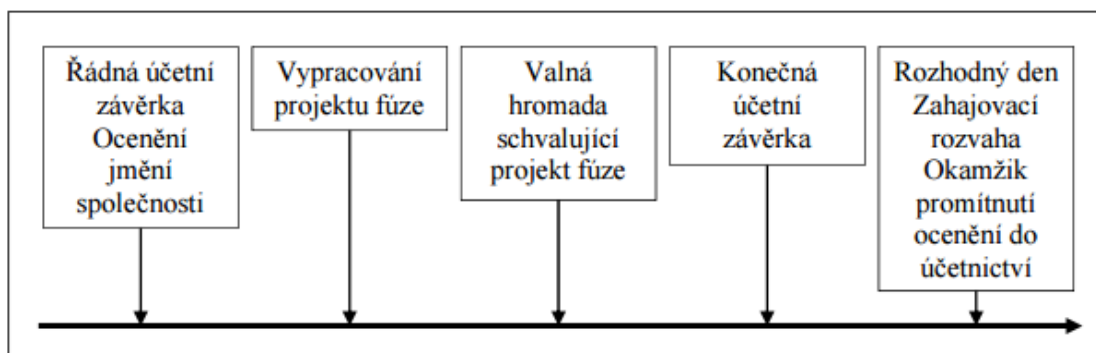 Řádná účetní
závěrka
Ocenění
jmění
společnosti
Vypracování
projektu fúze
Valná
hromada
schvalující
projekt fúze
Konečná
účetní
závěrka
Rozhodný den
Zahajovací
rozvaha
Okamžik
promítnutí
ocenění do
účetnictví